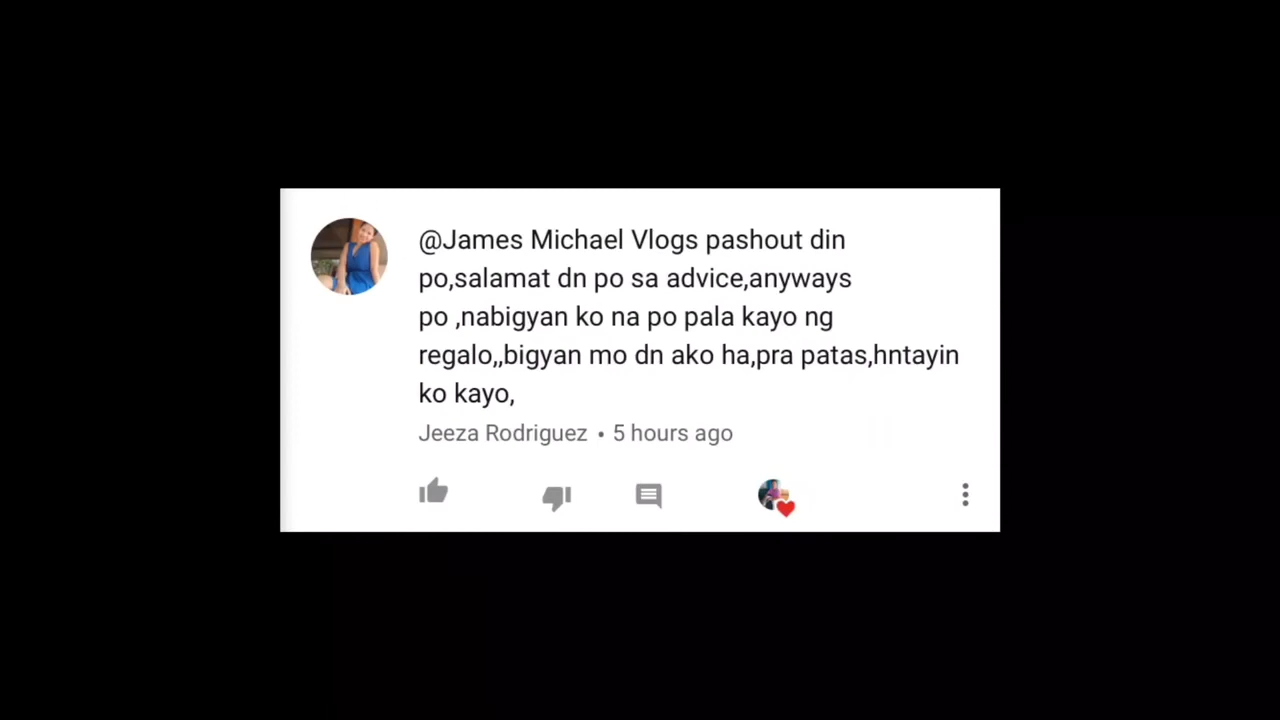 @James Michael Vlogs pashout din
po,salamat dn po sa advice,anyways
po ,nabigyan ko na po pala kayo ng
regalo,,bigyan mo dn ako ha,pra patas,hntayin
ko kayo,
Jeeza Rodriguez • 5 hours ago